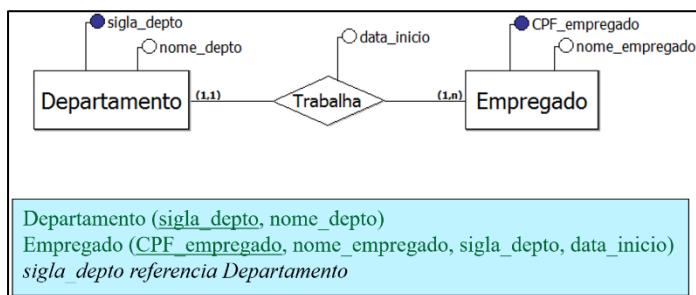 sigla_depto
nome_depto
data_inicio
CPF_empregado
nome_empregado
Departamento
(1,1)
Trabalha
(1,n)
Empregado
Departamento (sigla_depto, nome_depto)
Empregado (CPF_empregado, nome_empregado, sigla_depto, data_inicio)
sigla_depto referencia Departamento